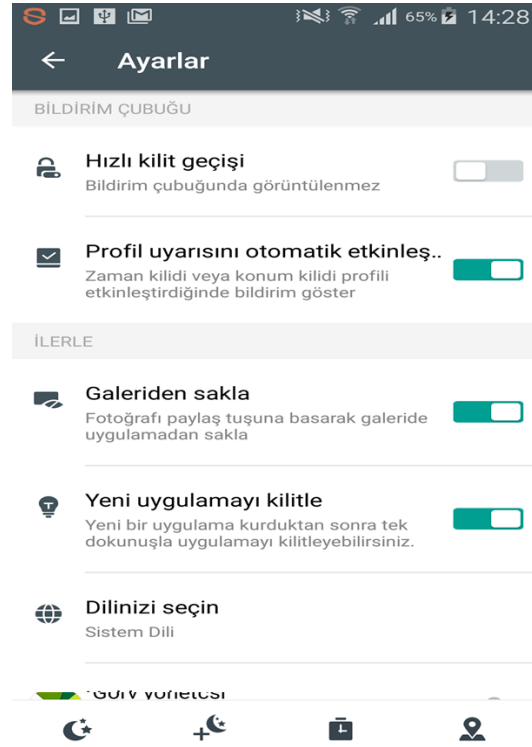 65% 14:28
Ayarlar
BİLDİRİM ÇUBUĞU
Hızlı kilit geçişi
Bildirim çubuğunda görüntülenmez
Profil uyarısını otomatik etkinleş..
Zaman kilidi veya konum kilidi profili
etkinleştirdiğinde bildirim göster
İLERLE
Galeriden sakla
Fotoğrafı paylaş tuşuna basarak galeride
uygulamadan sakla
Yeni uygulamayı kilitle
Yeni bir uygulama kurduktan sonra tek
dokunuşla uygulamayı kilitleyebilirsiniz.
Dilinizi seçin
Sistem Dili